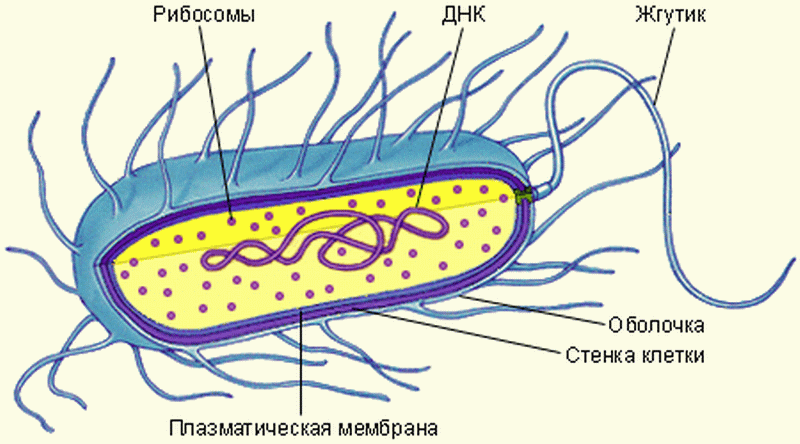 Рибосомы
ДНК
Жгутик
Оболочка
Стенка клетки
Плазматическая мембрана